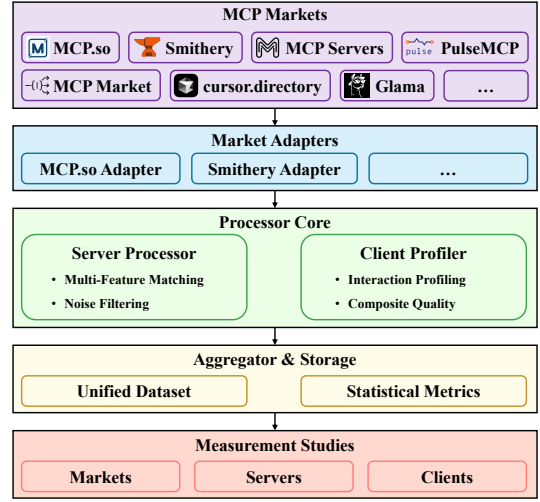 MCP Markets
MCP.so
Smithery
MCP Servers
pulse
PulseMCP
MCP Market
cursor.directory
Glama
...
Market Adapters
MCP.so Adapter
Smithery Adapter
...
Processor Core
Server Processor
• Multi-Feature Matching
• Noise Filtering
Client Profiler
• Interaction Profiling
• Composite Quality
Aggregator & Storage
Unified Dataset
Statistical Metrics
Measurement Studies
Markets
Servers
Clients